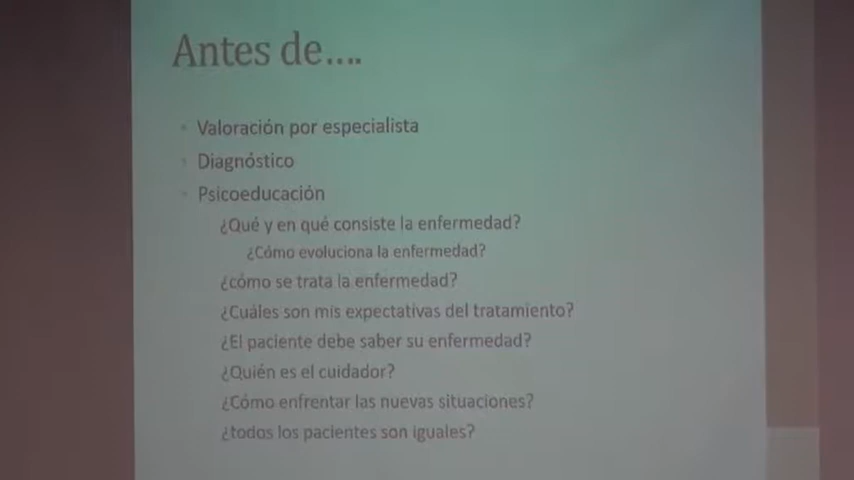 Antes de....
• Valoración por especialista
• Diagnóstico
• Psicoeducación
¿Qué y en qué consiste la enfermedad?
¿Cómo evoluciona la enfermedad?
¿cómo se trata la enfermedad?
¿Cuáles son mis expectativas del tratamiento?
¿El paciente debe saber su enfermedad?
¿Quién es el cuidador?
¿Cómo enfrentar las nuevas situaciones?
¿todos los pacientes son iguales?